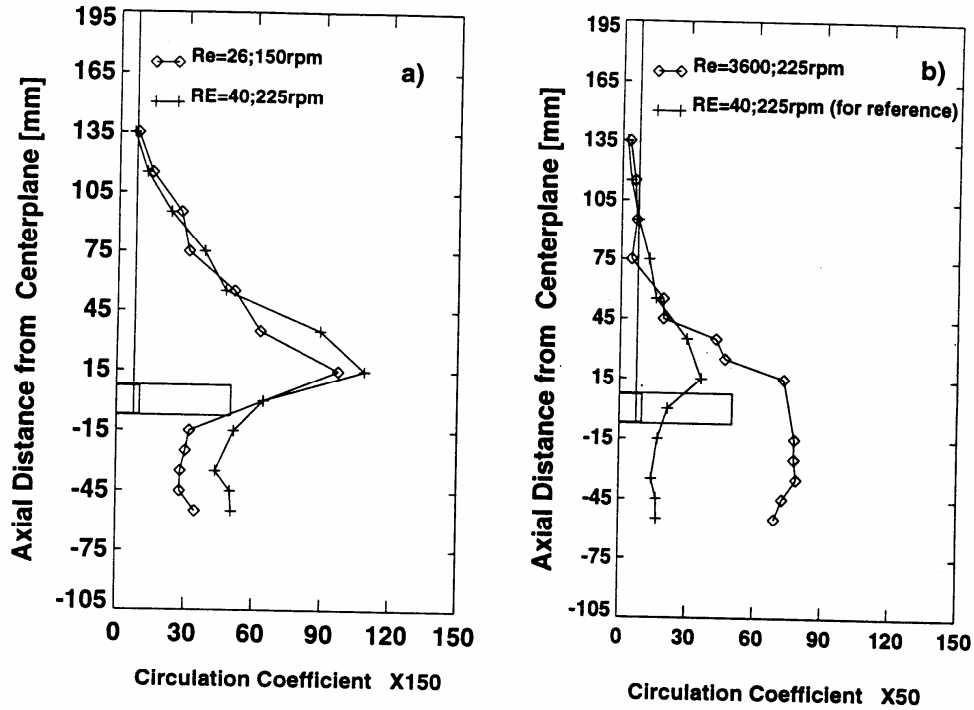 195
165
135
105
75
45
15
-15
-45
-75
-105
Axial Distance from Centerplane [mm]
Re=26;150rpm
RE=40;225rpm
a)
0 30 60 90 120 150
Circulation Coefficient X150
195
165
135
105
75
45
15
-15
-45
-75
-105
Axial Distance from Centerplane [mm]
Re=3600;225rpm
RE=40;225rpm (for reference)
b)
0 30 60 90 120 150
Circulation Coefficient X50